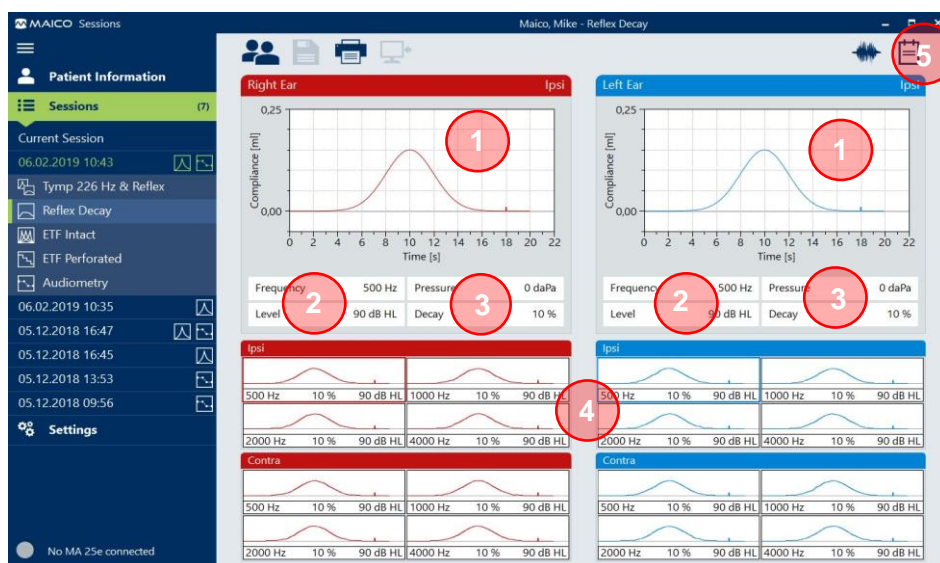 MAICO Sessions
Maico, Mike - Reflex Decay
5
Patient Information
Sessions (7)
Current Session
06.02.2019 10:43
Tymp 226 Hz & Reflex
Reflex Decay
ETF Intact
ETF Perforated
Audiometry
06.02.2019 10:35
05.12.2018 16:47
05.12.2018 16:45
05.12.2018 13:53
05.12.2018 09:56
Settings
No MA 25e connected
Right Ear Ipsi
0,25
Compliance [ml]
1
0,00
0 2 4 6 8 10 12 14 16 18 20 22
Time [s]
Frequency 500 Hz Pressure 0 daPa
2 3
Level 90 dB HL Decay 10 %
Left Ear Ipsi
0,25
Compliance [ml]
1
0,00
0 2 4 6 8 10 12 14 16 18 20 22
Time [s]
Frequency 500 Hz Pressure 0 daPa
2 3
Level 90 dB HL Decay 10 %
Ipsi
500 Hz 90 dB HL 1000 Hz 90 dB HL
4
2000 Hz 10 % 90 dB HL 4000 Hz 10 % 90 dB HL
Contra
500 Hz 10 % 90 dB HL 1000 Hz 10 % 90 dB HL
2000 Hz 10 % 90 dB HL 4000 Hz 10 % 90 dB HL
Ipsi
500 Hz 10 % 90 dB HL 1000 Hz 10 % 90 dB HL
2000 Hz 10 % 90 dB HL 4000 Hz 10 % 90 dB HL
Contra
500 Hz 10 % 90 dB HL 1000 Hz 10 % 90 dB HL
2000 Hz 10 % 90 dB HL 4000 Hz 10 % 90 dB HL